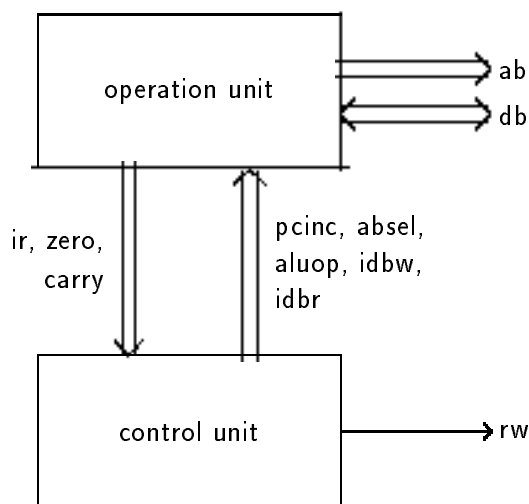 operation unit
ab
db
ir, zero,
carry
pcinc, absel,
aluop, idbw,
idbr
control unit
rw